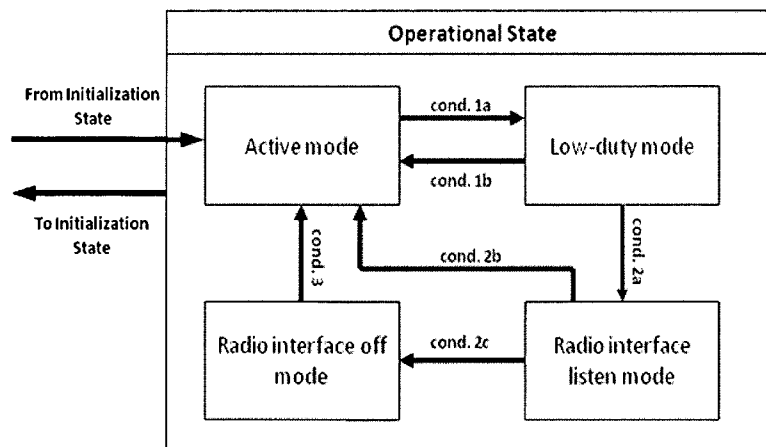 Operational State
From Initialization
State
To Initialization
State
Active mode
cond. 1a
cond. 1b
Low-duty mode
cond. 3
cond. 2b
cond. 2a
Radio interface off
mode
cond. 2c
Radio interface
listen mode